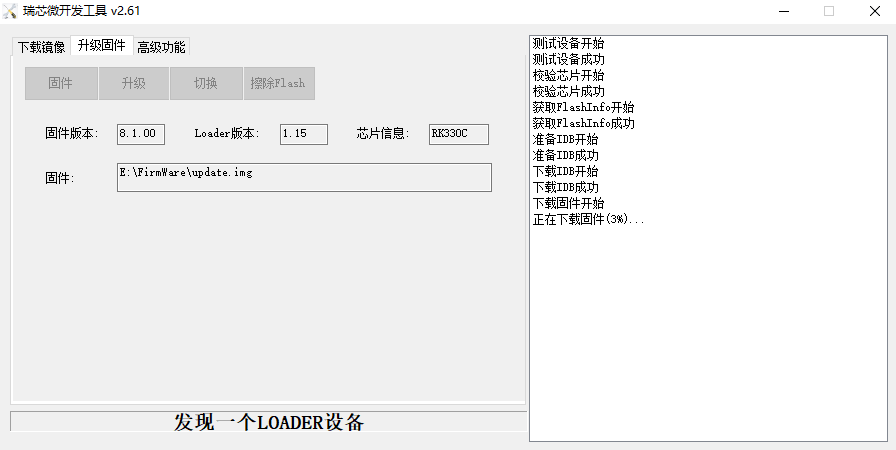 瑞芯微开发工具 v2.61
下载镜像 升级固件 高级功能
固件 升级 切换 擦除Flash
固件版本: 8.1.00 Loader版本: 1.15 芯片信息: RK330C
固件: E:\FirmWare\update.img
发现一个LOADER设备
测试设备开始
测试设备成功
校验芯片开始
校验芯片成功
获取FlashInfo开始
获取FlashInfo成功
准备IDB开始
准备IDB成功
下载IDB开始
下载IDB成功
下载固件开始
正在下载固件(3%)...